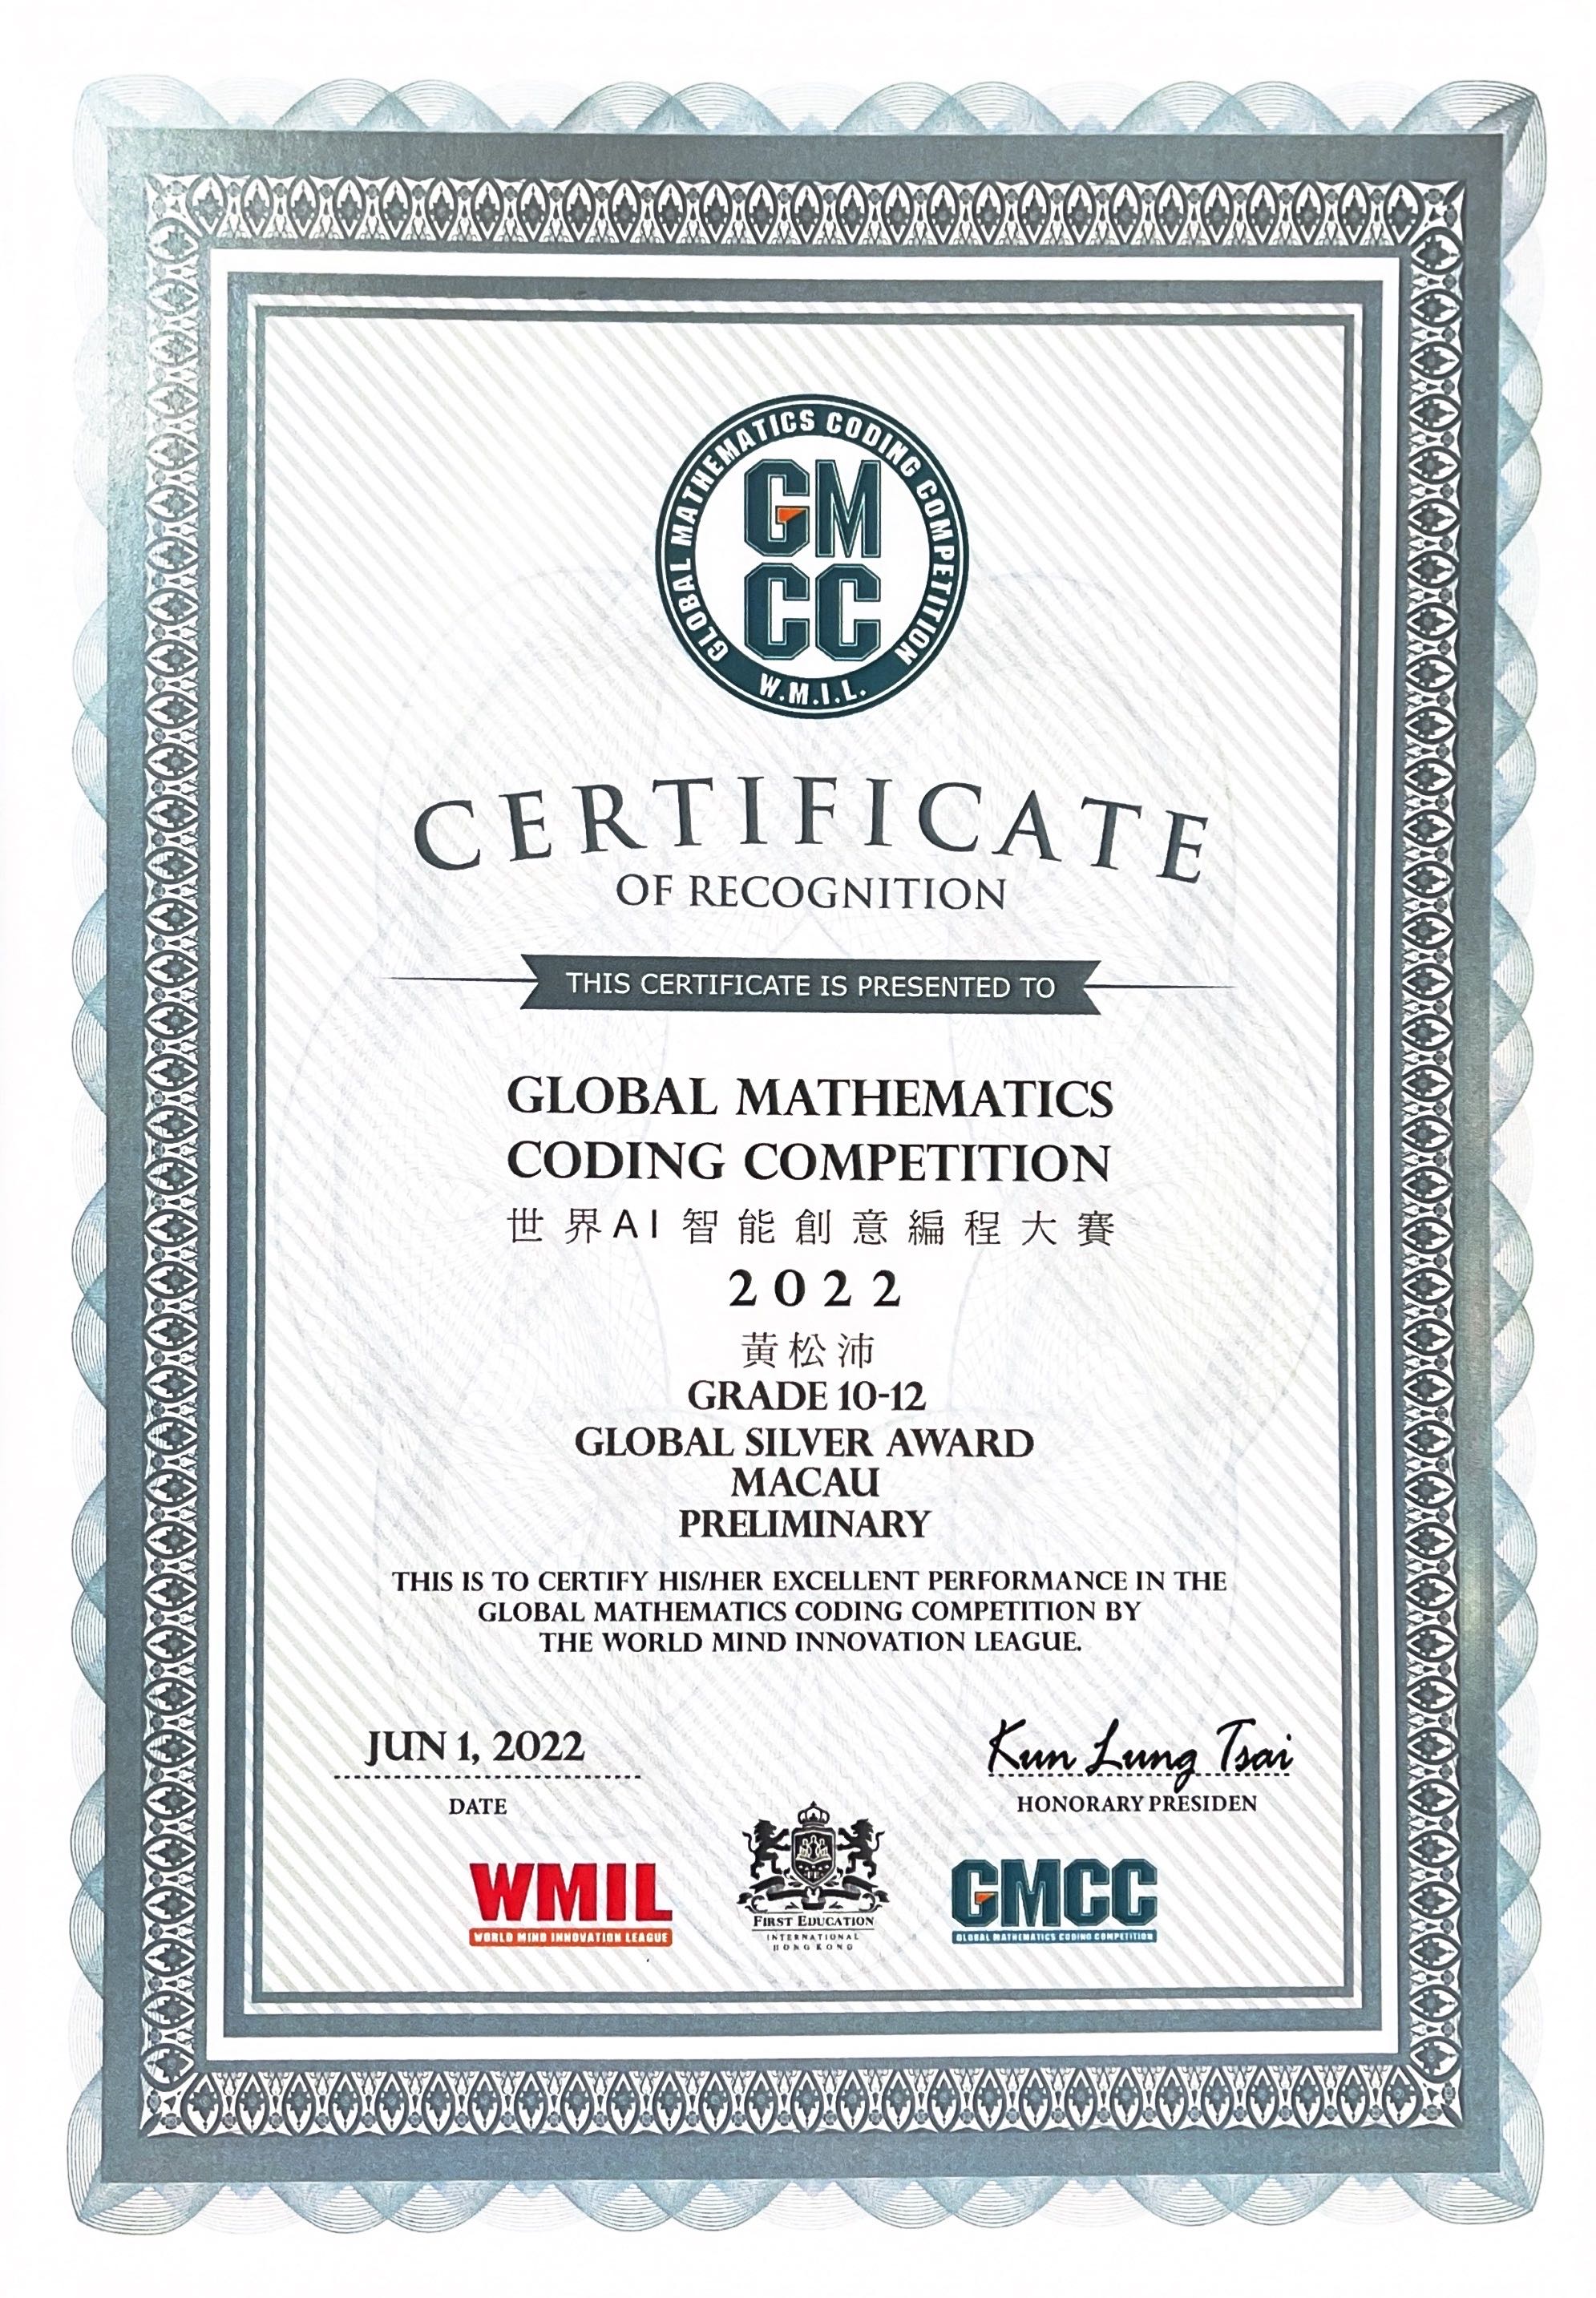 GLOBAL MATHEMATICS CODING COMPETITION
GM
CC
W.M.I.L.
CERTIFICATE
OF RECOGNITION
THIS CERTIFICATE IS PRESENTED TO
GLOBAL MATHEMATICS
CODING COMPETITION
世界AI智能創意編程大賽
2022
黃松沛
GRADE 10-12
GLOBAL SILVER AWARD
MACAU
PRELIMINARY
THIS IS TO CERTIFY HIS/HER EXCELLENT PERFORMANCE IN THE
GLOBAL MATHEMATICS CODING COMPETITION BY
THE WORLD MIND INNOVATION LEAGUE.
JUN 1, 2022
Kun Lung Tsai
DATE
HONORARY PRESIDEN
WMIL
WORLD MIND INNOVATION LEAGUE
FIRST EDUCATION
INTERNATIONAL
HONG KONG
GMCC
GLOBAL MATHEMATICS CODING COMPETITION